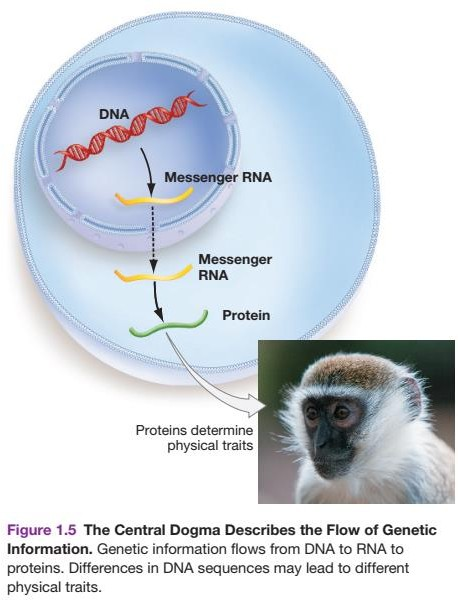 DNA
Messenger RNA
Messenger
RNA
Protein
Proteins determine
physical traits
Figure 1.5 The Central Dogma Describes the Flow of Genetic
Information. Genetic information flows from DNA to RNA to
proteins. Differences in DNA sequences may lead to different
physical traits.